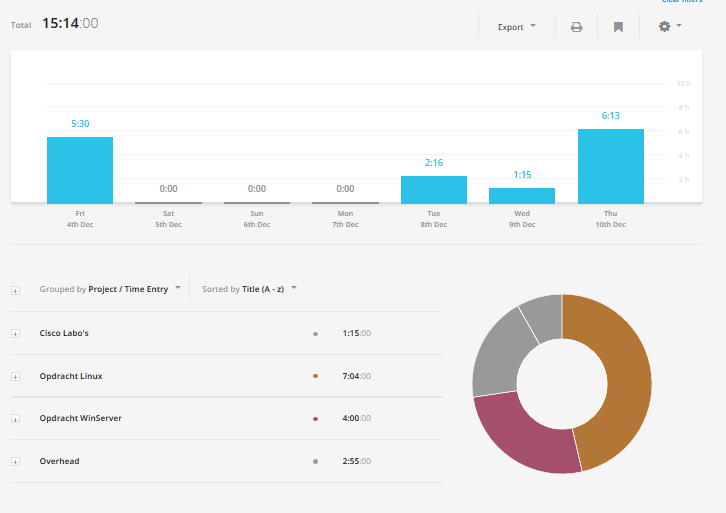 Clear filters
Total 15:14:00
Export
10 h
8 h
6 h
4 h
2 h
5:30
0:00
0:00
0:00
2:16
1:15
6:13
Fri
4th Dec
Sat
5th Dec
Sun
6th Dec
Mon
7th Dec
Tue
8th Dec
Wed
9th Dec
Thu
10th Dec
Grouped by Project / Time Entry
Sorted by Title (A - z)
Cisco Labo's 1:15:00
Opdracht Linux 7:04:00
Opdracht WinServer 4:00:00
Overhead 2:55:00